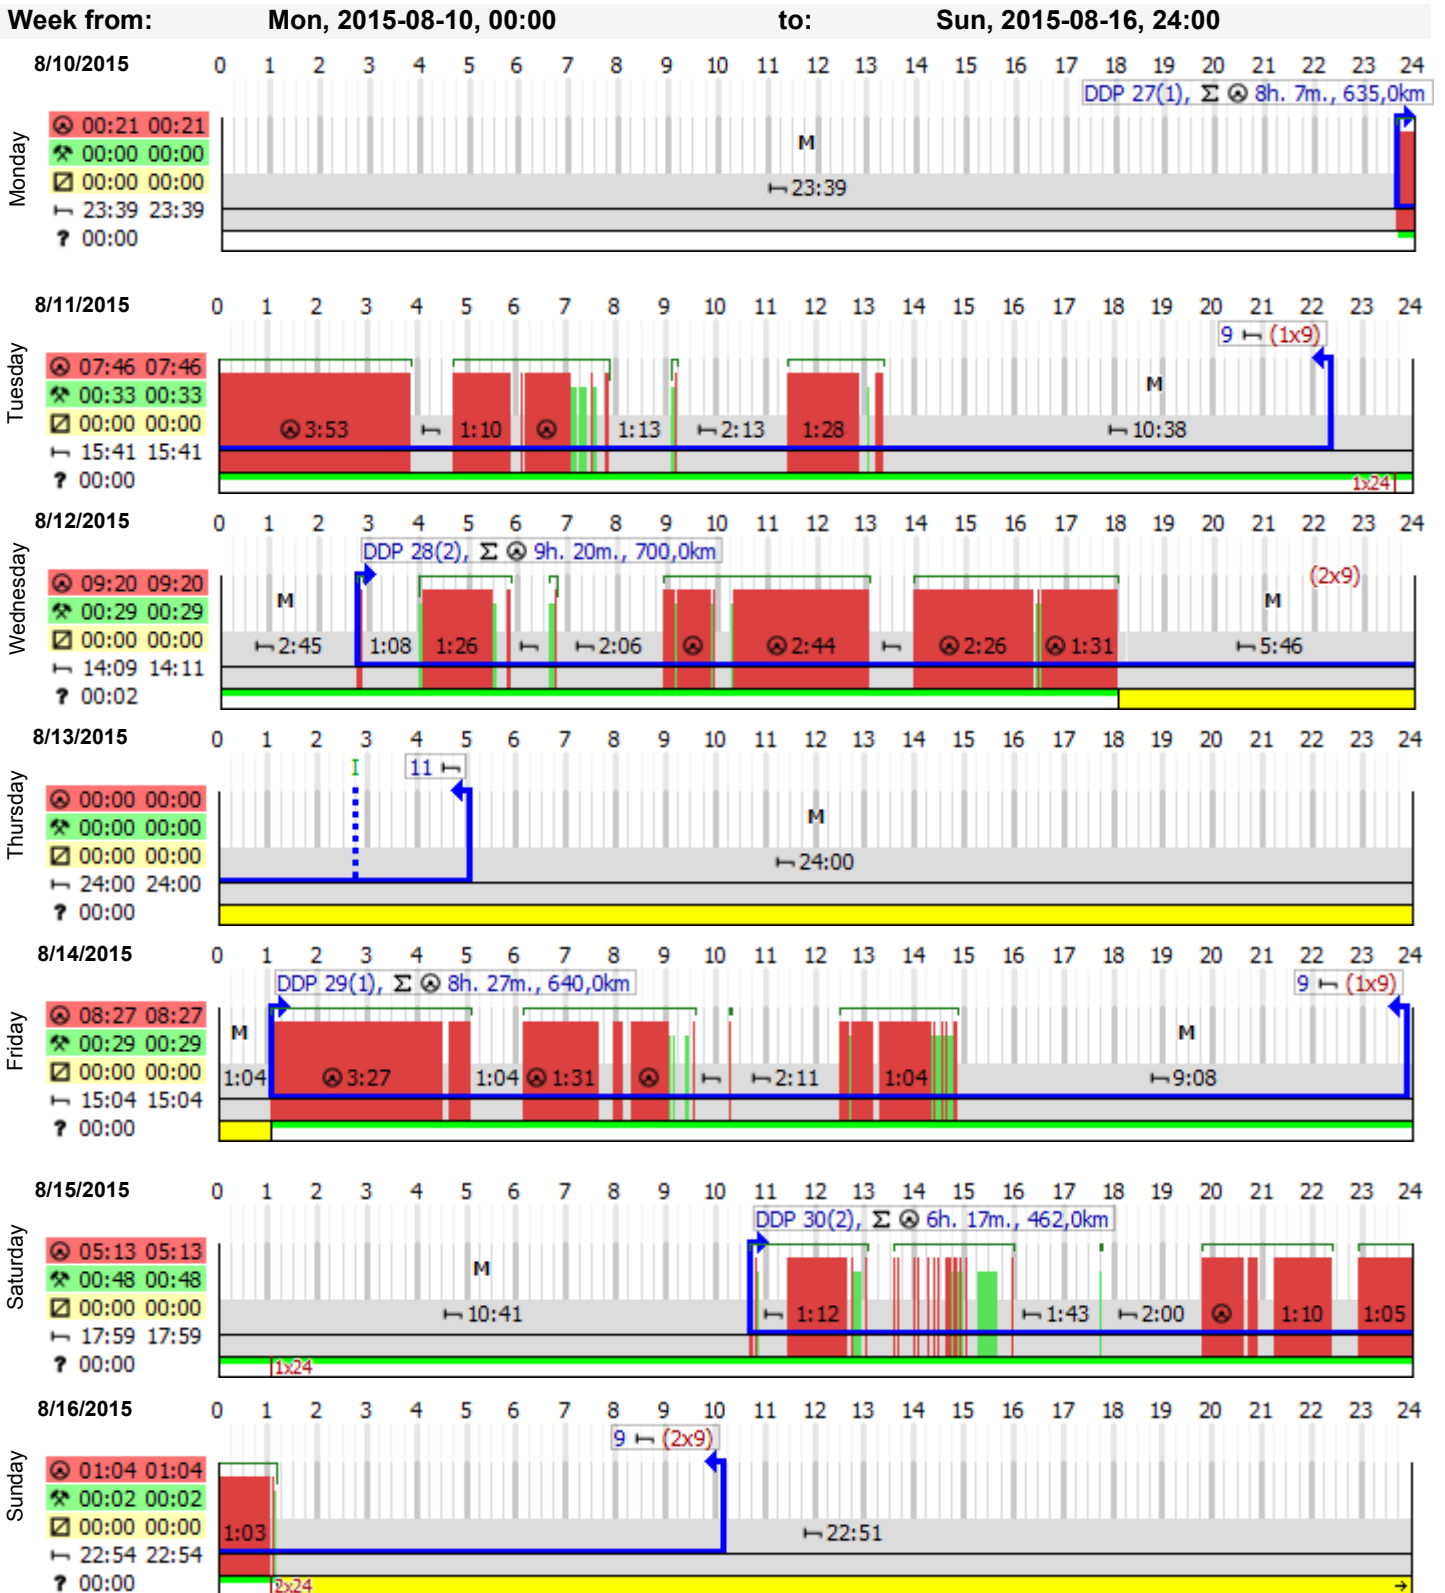 Week from: Mon, 2015-08-10, 00:00 to: Sun, 2015-08-16, 24:00
8/10/2015 0 1 2 3 4 5 6 7 8 9 10 11 12 13 14 15 16 17 18 19 20 21 22 23 24
DDP 27(1), Σ 8h. 7m., 635,0km
Monday
00:21 00:21
00:00 00:00
M
00:00 00:00
23:39
23:39 23:39
? 00:00
8/11/2015 0 1 2 3 4 5 6 7 8 9 10 11 12 13 14 15 16 17 18 19 20 21 22 23 24
9 (1x9)
Tuesday
07:46 07:46
00:33 00:33
M
00:00 00:00
3:53 1:10 1:13 2:13 1:28 10:38
15:41 15:41
? 00:00
1x24
8/12/2015 0 1 2 3 4 5 6 7 8 9 10 11 12 13 14 15 16 17 18 19 20 21 22 23 24
DDP 28(2), Σ 9h. 20m., 700,0km
Wednesday
09:20 09:20
(2x9)
00:29 00:29
M M
00:00 00:00
2:45 1:08 1:26 2:06 2:44 2:26 1:31 5:46
14:09 14:11
? 00:02
8/13/2015 0 1 2 3 4 5 6 7 8 9 10 11 12 13 14 15 16 17 18 19 20 21 22 23 24
I 11
Thursday
00:00 00:00
00:00 00:00
M
00:00 00:00
24:00
24:00 24:00
? 00:00
8/14/2015 0 1 2 3 4 5 6 7 8 9 10 11 12 13 14 15 16 17 18 19 20 21 22 23 24
DDP 29(1), Σ 8h. 27m., 640,0km 9 (1x9)
Friday
08:27 08:27
00:29 00:29
M M
00:00 00:00
1:04 3:27 1:04 1:31 2:11 1:04 9:08
15:04 15:04
? 00:00
8/15/2015 0 1 2 3 4 5 6 7 8 9 10 11 12 13 14 15 16 17 18 19 20 21 22 23 24
DDP 30(2), Σ 6h. 17m., 462,0km
Saturday
05:13 05:13
00:48 00:48
M
00:00 00:00
10:41 1:12 1:43 2:00 1:10 1:05
17:59 17:59
? 00:00
1x24
8/16/2015 0 1 2 3 4 5 6 7 8 9 10 11 12 13 14 15 16 17 18 19 20 21 22 23 24
9 (2x9)
Sunday
01:04 01:04
00:02 00:02
00:00 00:00
1:03 22:51
22:54 22:54
? 00:00
2x24